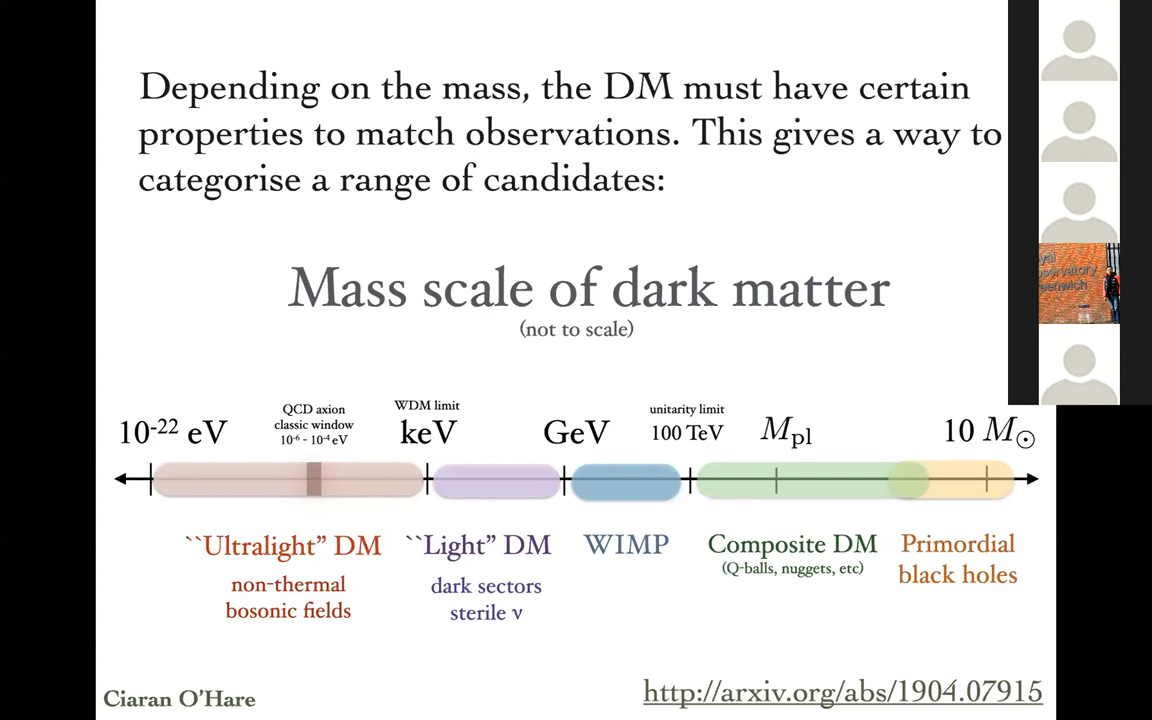 Depending on the mass, the DM must have certain
properties to match observations. This gives a way to
categorise a range of candidates:
Mass scale of dark matter
(not to scale)
10⁻²² eV
QCD axion
classic window
10⁻⁶ - 10⁻⁴ eV
WDM limit
keV
GeV
unitarity limit
100 TeV
Mpl
10 M☉
``Ultralight” DM
non-thermal
bosonic fields
``Light” DM
dark sectors
sterile ν
WIMP
Composite DM
(Q-balls, nuggets, etc)
Primordial
black holes
Ciaran O’Hare
http://arxiv.org/abs/1904.07915